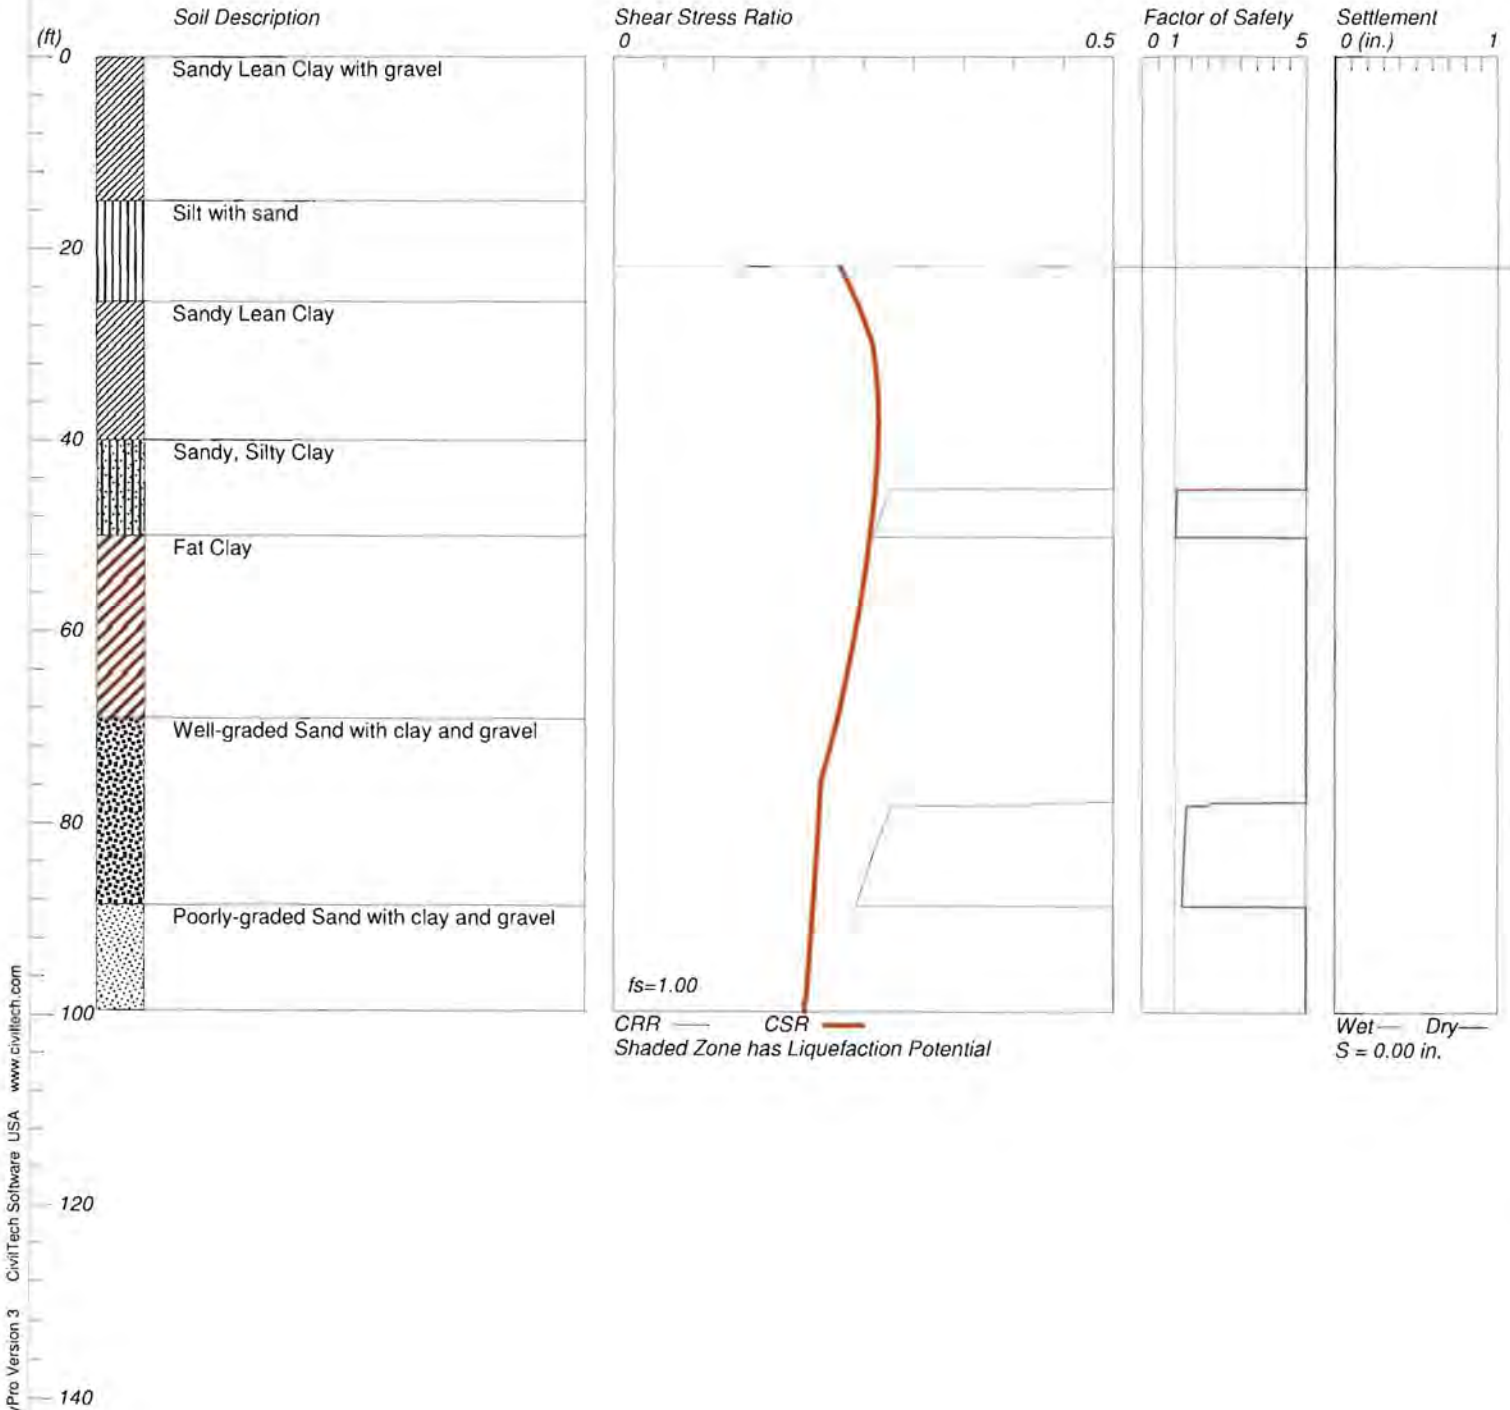 Soil Description Shear Stress Ratio Factor of Safety Settlement
(ft) 0 0.5 0 1 5 0 (in.) 1
0
Sandy Lean Clay with gravel
Silt with sand
20
Sandy Lean Clay
40
Sandy, Silty Clay
Fat Clay
60
Well-graded Sand with clay and gravel
80
Poorly-graded Sand with clay and gravel
fs=1.00
100
CRR CSR Wet Dry
Shaded Zone has Liquefaction Potential S = 0.00 in.
120
140
Pro Version 3 CivilTech Software USA www.civiltech.com